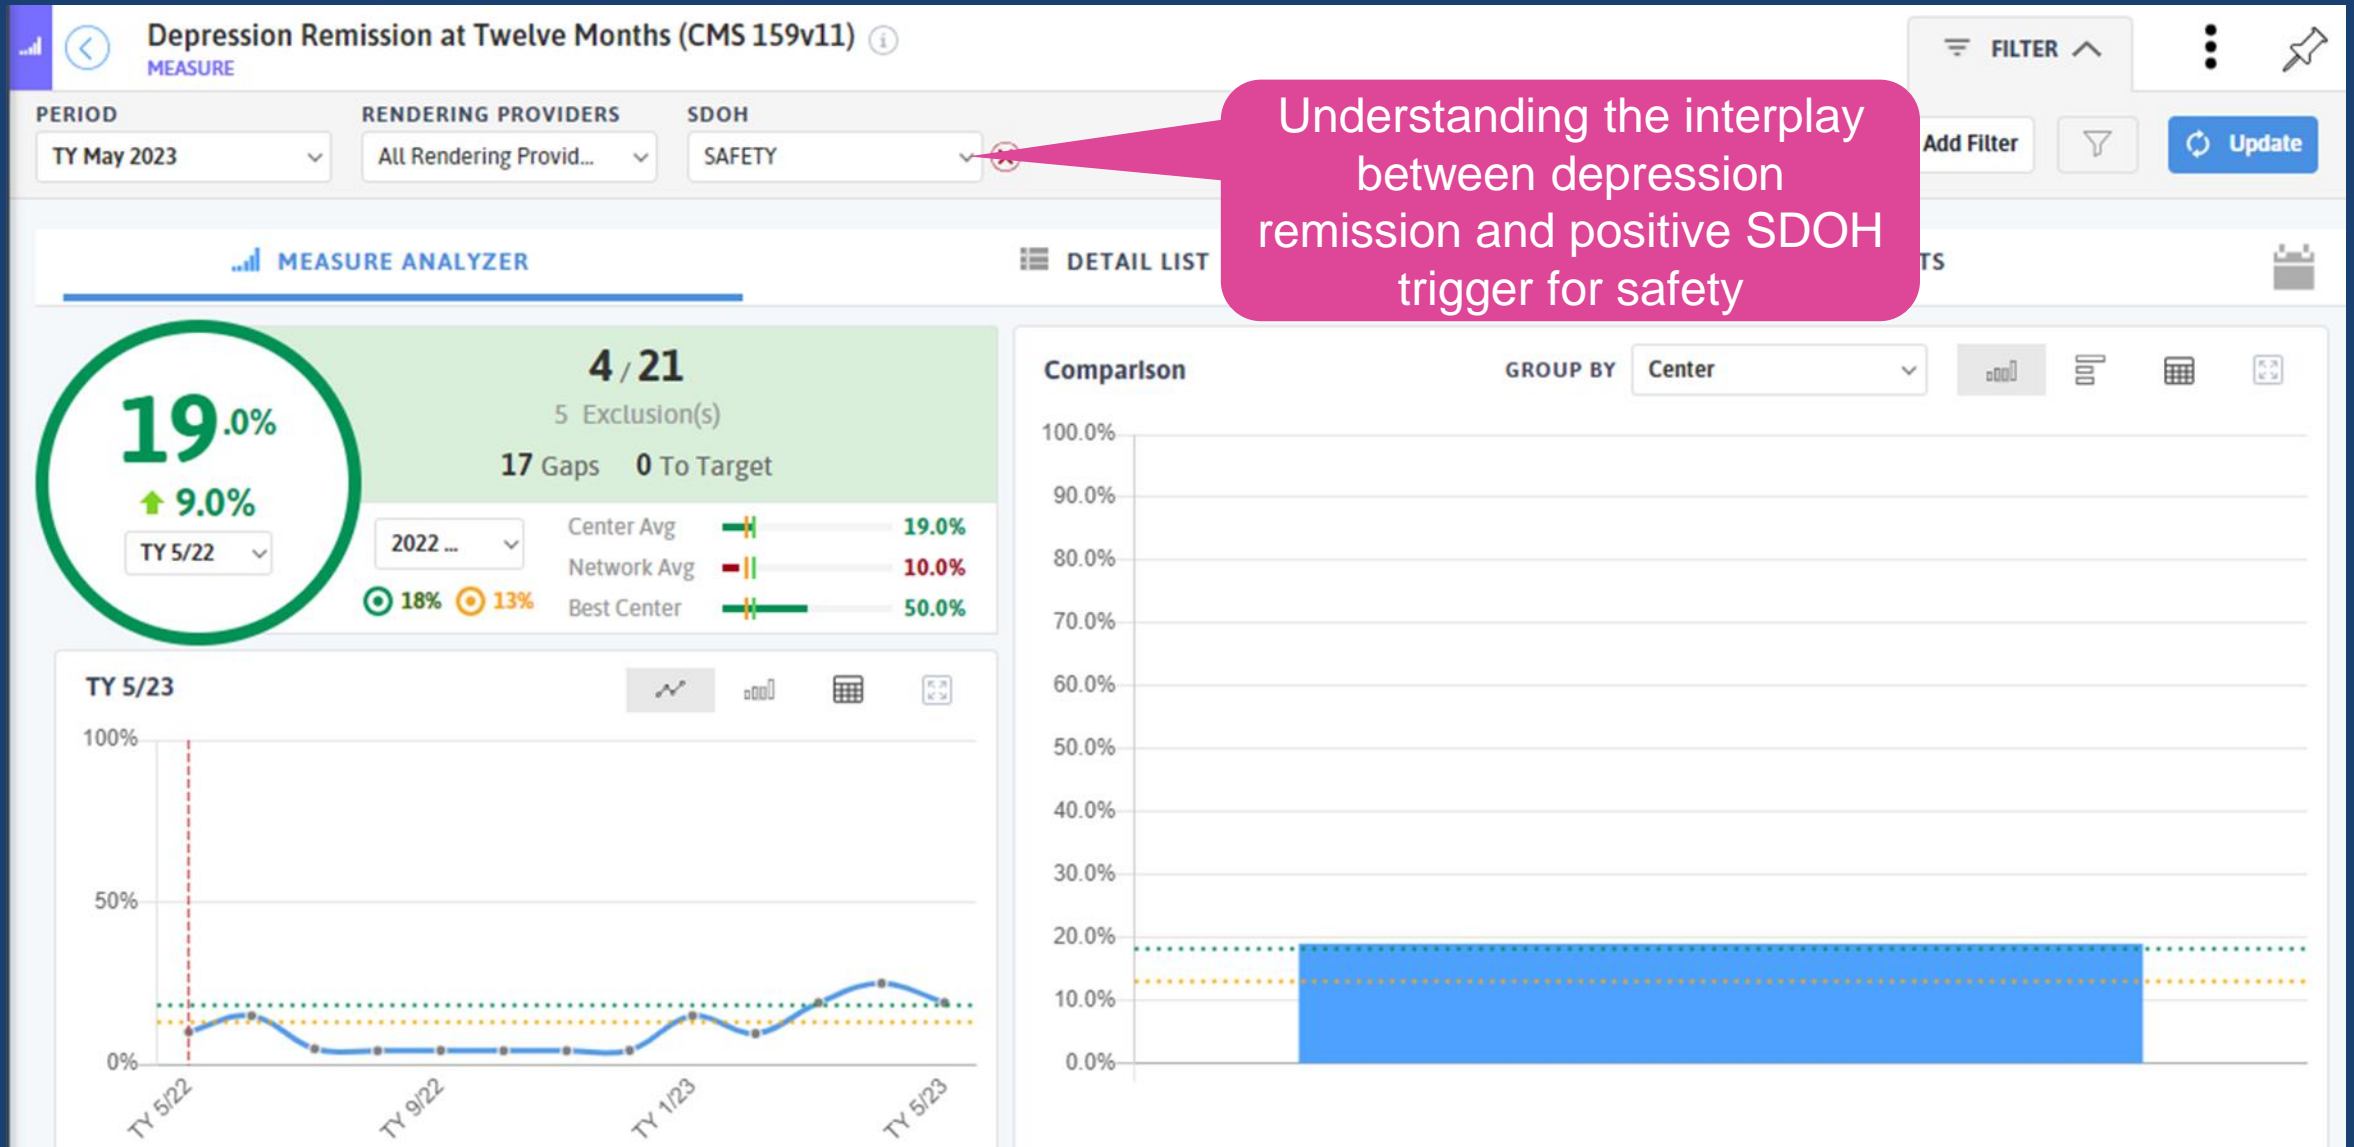 Depression Remission at Twelve Months (CMS 159v11)
MEASURE
FILTER
PERIOD
RENDERING PROVIDERS
SDOH
TY May 2023
All Rendering Provid...
SAFETY
Add Filter
Update
Understanding the interplay
between depression
remission and positive SDOH
trigger for safety
MEASURE ANALYZER
DETAIL LIST
TS
19.0%
9.0%
TY 5/22
4 / 21
5 Exclusion(s)
17 Gaps 0 To Target
2022 ...
18% 13%
Center Avg 19.0%
Network Avg 10.0%
Best Center 50.0%
Comparison
GROUP BY Center
100.0%
90.0%
80.0%
70.0%
60.0%
50.0%
40.0%
30.0%
20.0%
10.0%
0.0%
TY 5/23
100%
50%
0%
TY 5/22
TY 9/22
TY 1/23
TY 5/23